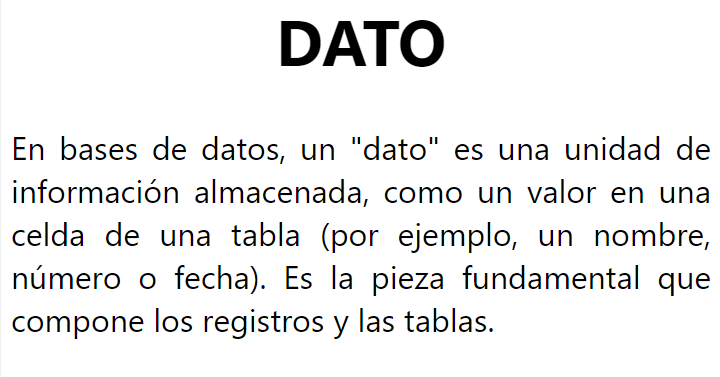 DATO
En bases de datos, un "dato" es una unidad de
información almacenada, como un valor en una
celda de una tabla (por ejemplo, un nombre,
número o fecha). Es la pieza fundamental que
compone los registros y las tablas.